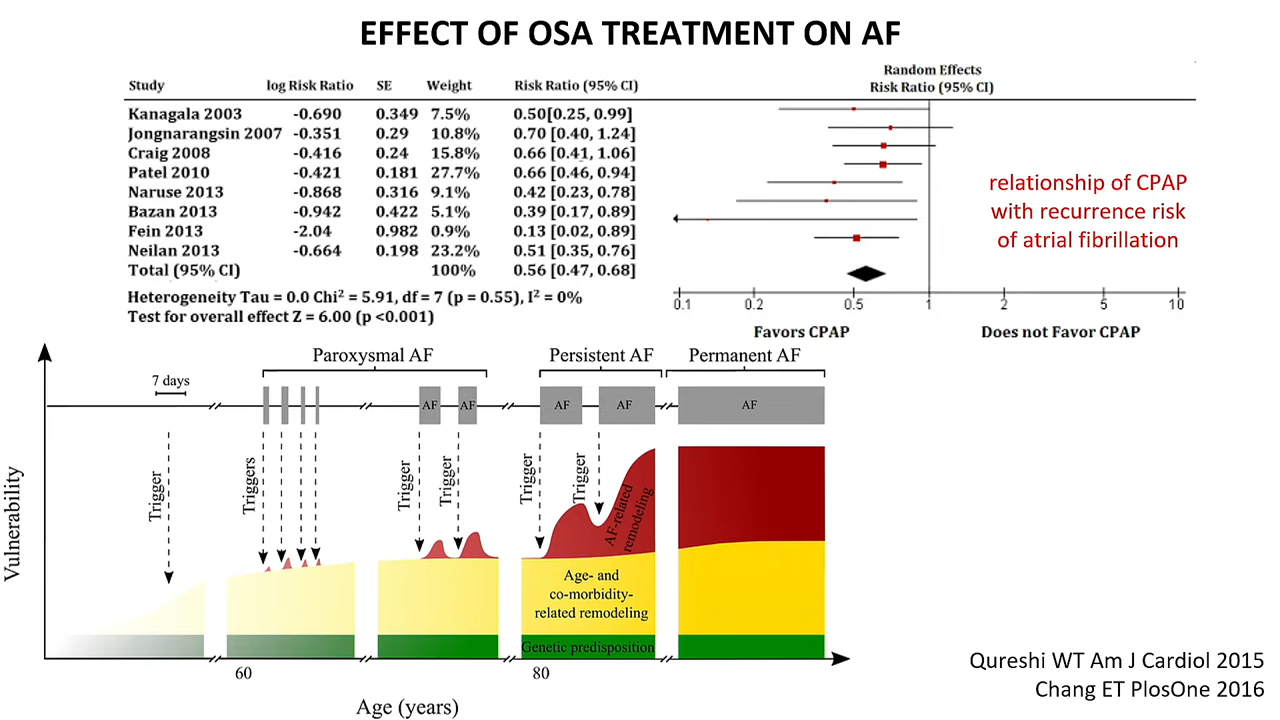 EFFECT OF OSA TREATMENT ON AF
Study log Risk Ratio SE Weight Risk Ratio (95% CI)
Random Effects
Risk Ratio (95% CI)
Kanagala 2003 -0.690 0.349 7.5% 0.50[0.25, 0.99]
Jongnarangsin 2007 -0.351 0.29 10.8% 0.70 [0.40, 1.24]
Craig 2008 -0.416 0.24 15.8% 0.66 [0.41, 1.06]
Patel 2010 -0.421 0.181 27.7% 0.66 [0.46, 0.94]
Naruse 2013 -0.868 0.316 9.1% 0.42 [0.23, 0.78]
Bazan 2013 -0.942 0.422 5.1% 0.39 [0.17, 0.89]
Fein 2013 -2.04 0.982 0.9% 0.13 [0.02, 0.89]
Neilan 2013 -0.664 0.198 23.2% 0.51 [0.35, 0.76]
Total (95% CI) 100% 0.56 [0.47, 0.68]
Heterogeneity Tau = 0.0 Chi² = 5.91, df = 7 (p = 0.55), I² = 0%
Test for overall effect Z = 6.00 (p <0.001)
0.1 0.2 0.5 1 2 5 10
Favors CPAP Does not Favor CPAP
relationship of CPAP
with recurrence risk
of atrial fibrillation
Paroxysmal AF Persistent AF Permanent AF
7 days
AF AF AF AF AF
Trigger Triggers Trigger Trigger Trigger Trigger
Vulnerability
AF-related
remodeling
Age- and
co-morbidity-
related remodeling
Genetic predisposition
60 80
Age (years)
Qureshi WT Am J Cardiol 2015
Chang ET PlosOne 2016